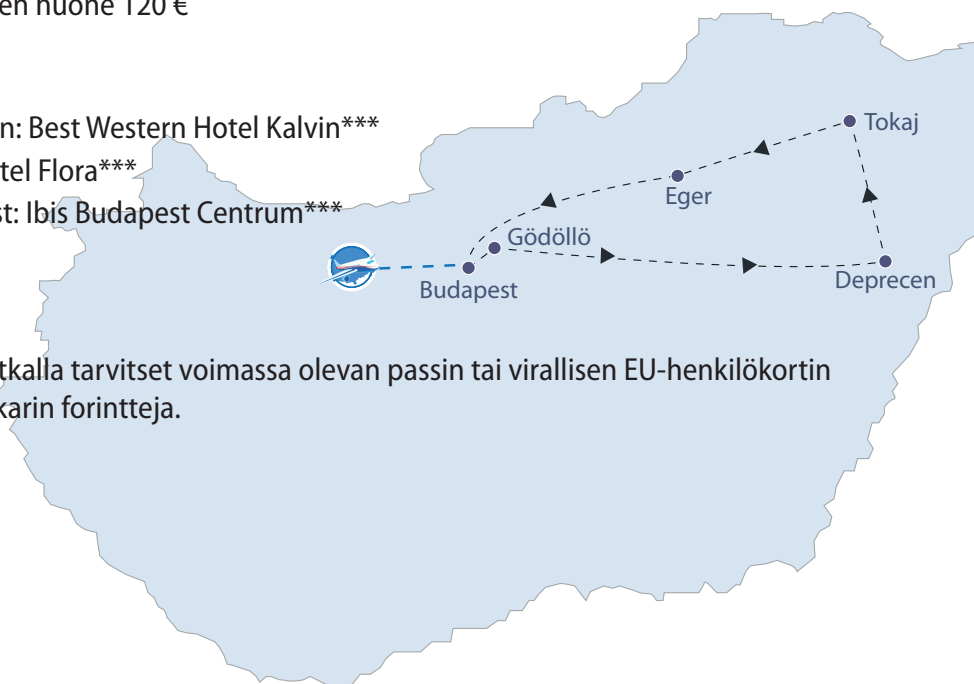 en huone 120 €
n: Best Western Hotel Kalvin***
tel Flora***
st: Ibis Budapest Centrum***
Tokaj
Eger
Gödöllö
Budapest
Deprecen
tkalla tarvitset voimassa olevan passin tai virallisen EU-henkilökortin
karin forintteja.